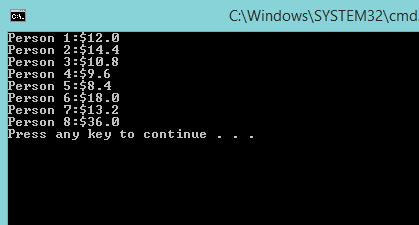 C:\Windows\SYSTEM32\cmd.
Person 1:$12.0
Person 2:$14.4
Person 3:$10.8
Person 4:$9.6
Person 5:$8.4
Person 6:$18.0
Person 7:$13.2
Person 8:$36.0
Press any key to continue . . .